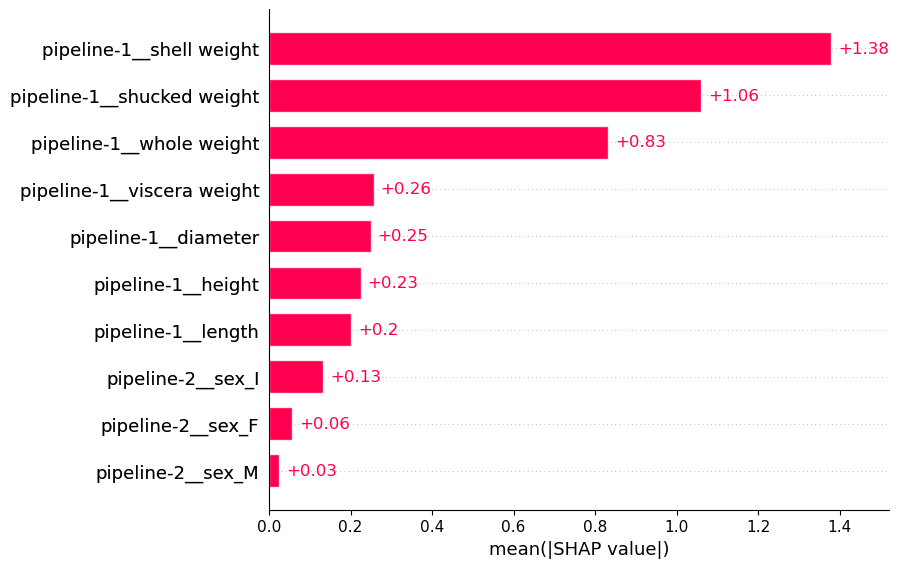 pipeline-1__shell weight +1.38
pipeline-1__shucked weight +1.06
pipeline-1__whole weight +0.83
pipeline-1__viscera weight +0.26
pipeline-1__diameter +0.25
pipeline-1__height +0.23
pipeline-1__length +0.2
pipeline-2__sex_I +0.13
pipeline-2__sex_F +0.06
pipeline-2__sex_M +0.03
0.0 0.2 0.4 0.6 0.8 1.0 1.2 1.4
mean(|SHAP value|)